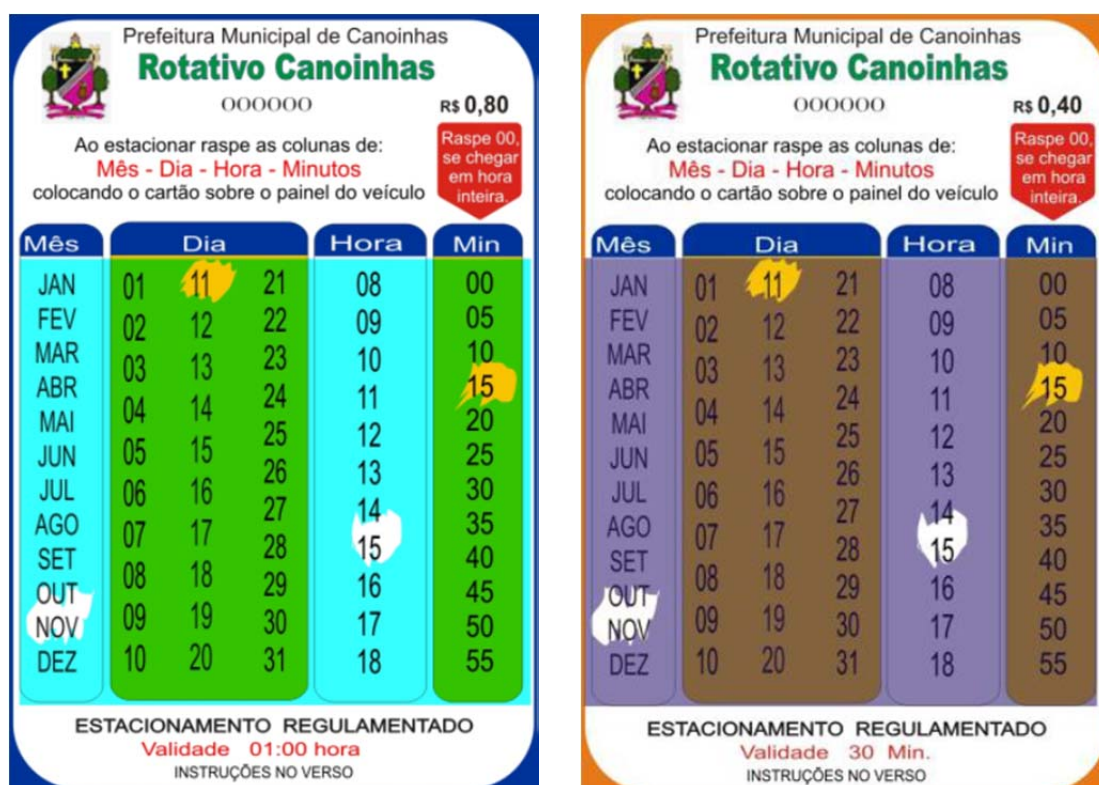 Prefeitura Municipal de Canoinhas
Rotativo Canoinhas
000000
R$ 0,80
Ao estacionar raspe as colunas de:
Mês - Dia - Hora - Minutos
colocando o cartão sobre o painel do veículo
Raspe 00,
se chegar
em hora
inteira.
Mês Dia Hora Min
JAN 01 11 21 08 00
FEV 02 12 22 09 05
MAR 03 13 23 10 10
ABR 04 14 24 11 15
MAI 05 15 25 12 20
JUN 06 16 26 13 25
JUL 07 17 27 14 30
AGO 08 18 28 15 35
SET 09 19 29 16 40
OUT 10 20 30 17 45
NOV 31 18 50
DEZ 55
ESTACIONAMENTO REGULAMENTADO
Validade 01:00 hora
INSTRUÇÕES NO VERSO
Prefeitura Municipal de Canoinhas
Rotativo Canoinhas
000000
R$ 0,40
Ao estacionar raspe as colunas de:
Mês - Dia - Hora - Minutos
colocando o cartão sobre o painel do veículo
Raspe 00,
se chegar
em hora
inteira.
Mês Dia Hora Min
JAN 01 11 21 08 00
FEV 02 12 22 09 05
MAR 03 13 23 10 10
ABR 04 14 24 11 15
MAI 05 15 25 12 20
JUN 06 16 26 13 25
JUL 07 17 27 14 30
AGO 08 18 28 15 35
SET 09 19 29 16 40
OUT 10 20 30 17 45
NOV 31 18 50
DEZ 55
ESTACIONAMENTO REGULAMENTADO
Validade 30 Min.
INSTRUÇÕES NO VERSO